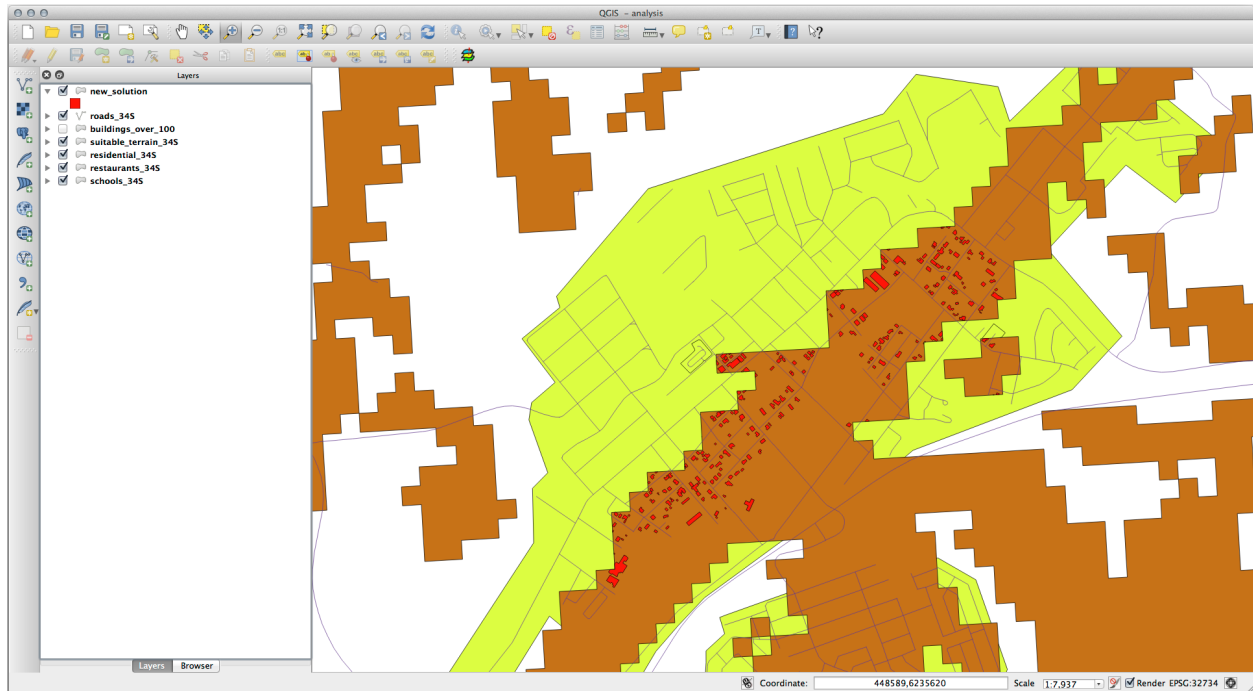 QGIS - analysis
Layers
new_solution
roads_34S
buildings_over_100
suitable_terrain_34S
residential_34S
restaurants_34S
schools_34S
Layers
Browser
Coordinate:
448589,6235620
Scale
1:7,937
Render
EPSG:32734